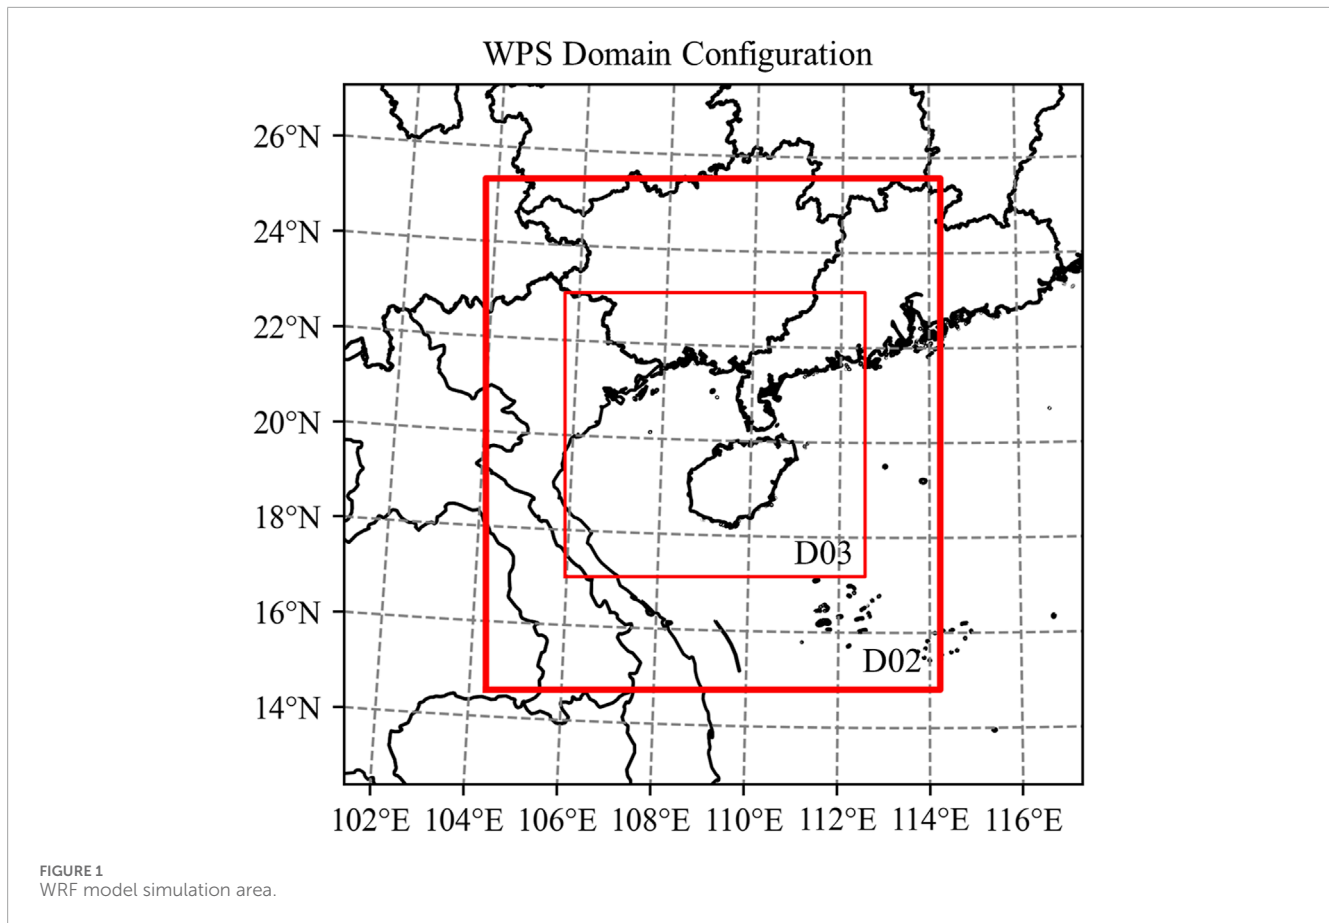 WPS Domain Configuration
26°N
24°N
22°N
20°N
18°N
16°N
14°N
D03
D02
102°E 104°E 106°E 108°E 110°E 112°E 114°E 116°E
FIGURE 1
WRF model simulation area.